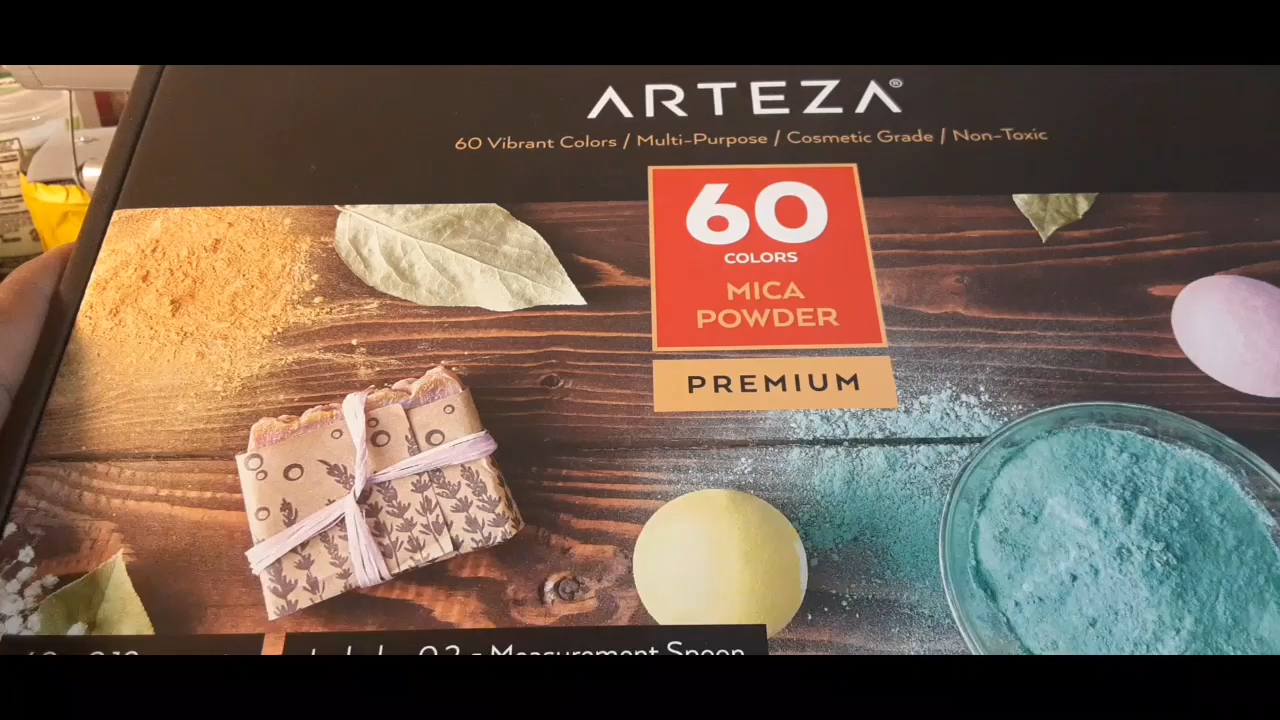 ARTEZA®
60 Vibrant Colors / Multi-Purpose / Cosmetic Grade / Non-Toxic
60
COLORS
MICA
POWDER
PREMIUM
Measurement Spoon